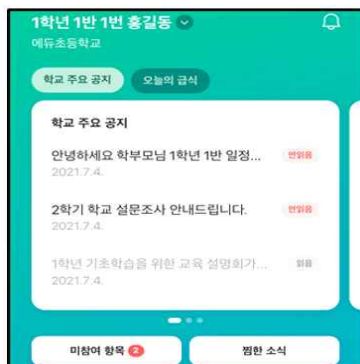 1학년 1반 1번 홍길동
에듀초등학교
학교 주요 공지 오늘의 급식
학교 주요 공지
안녕하세요 학부모님 1학년 1반 일정... 안읽음
2021.7.4.
2학기 학교 설문조사 안내드립니다. 안읽음
2021.7.4.
1학년 기초학습을 위한 교육 설명회가... 읽음
2021.7.4.
미참여 항목 2 찜한 소식